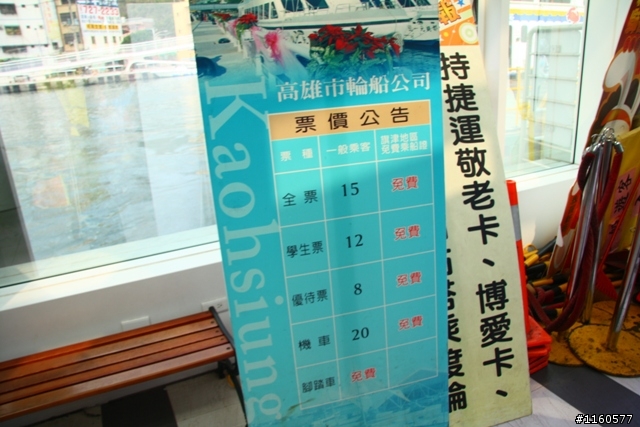 高雄市輪船公司
Kaohsiung
票價公告
票種 一般乘客 旗津地區免費乘船證
全票 15 免費
學生票 12 免費
優待票 8 免費
機車 20 免費
腳踏車 免費
持捷運敬老卡、博愛卡、
#1160577